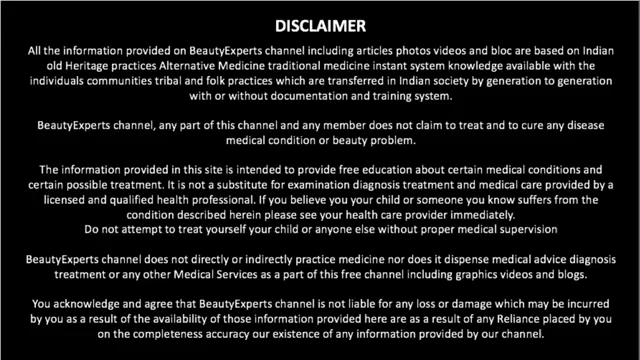 DISCLAIMER
All the information provided on BeautyExperts channel including articles photos videos and bloc are based on Indian
old Heritage practices Alternative Medicine traditional medicine instant system knowledge available with the
individuals communities tribal and folk practices which are transferred in Indian society by generation to generation
with or without documentation and training system.
BeautyExperts channel, any part of this channel and any member does not claim to treat and to cure any disease
medical condition or beauty problem.
The information provided in this site is intended to provide free education about certain medical conditions and
certain possible treatment. It is not a substitute for examination diagnosis treatment and medical care provided by a
licensed and qualified health professional. If you believe you your child or someone you know suffers from the
condition described herein please see your health care provider immediately.
Do not attempt to treat yourself your child or anyone else without proper medical supervision
BeautyExperts channel does not directly or indirectly practice medicine nor does it dispense medical advice diagnosis
treatment or any other Medical Services as a part of this free channel including graphics videos and blogs.
You acknowledge and agree that BeautyExperts channel is not liable for any loss or damage which may be incurred
by you as a result of the availability of those information provided here are as a result of any Reliance placed by you
on the completeness accuracy our existence of any information provided by our channel.